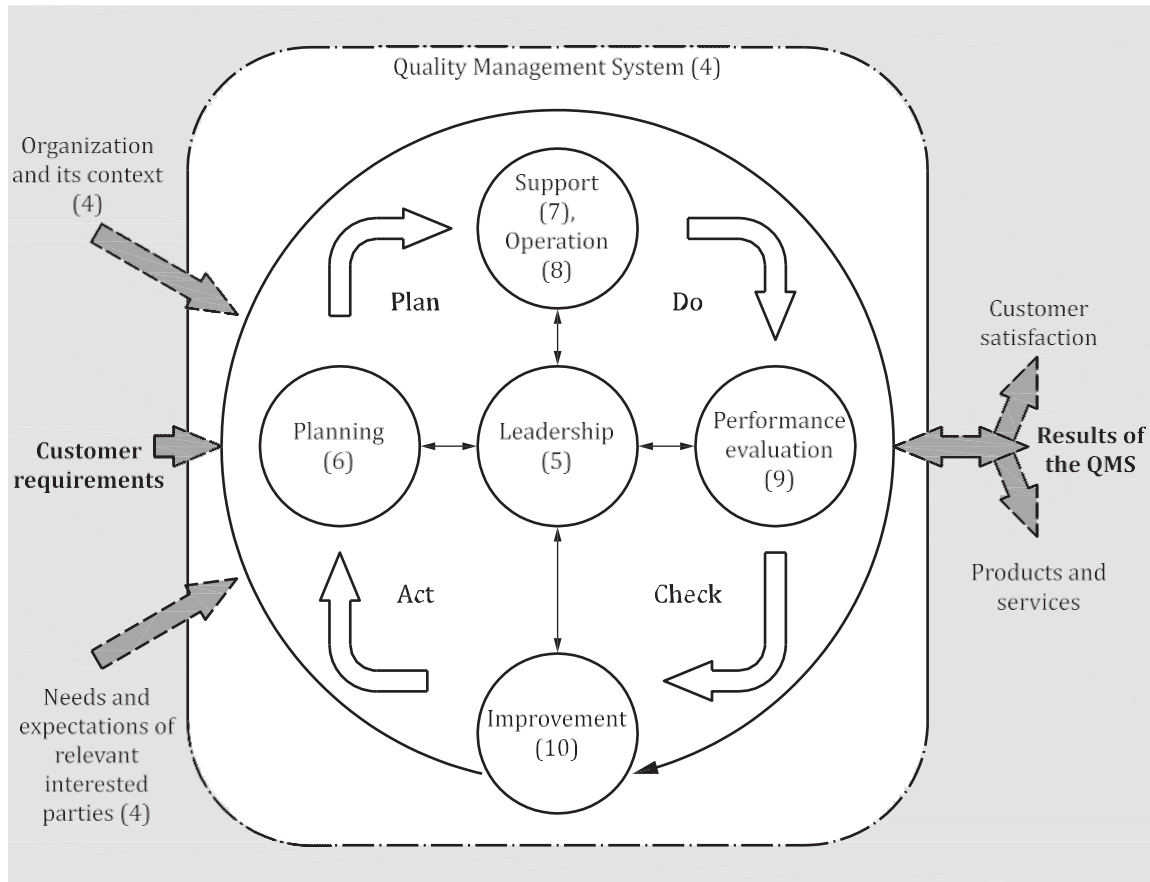 Quality Management System (4)
Organization
and its context
(4)
Support
(7),
Operation
(8)
Plan
Do
Customer
satisfaction
Planning
(6)
Leadership
(5)
Performance
evaluation
(9)
Customer
requirements
Results of
the QMS
Act
Check
Products and
services
Needs and
expectations of
relevant
interested
parties (4)
Improvement
(10)